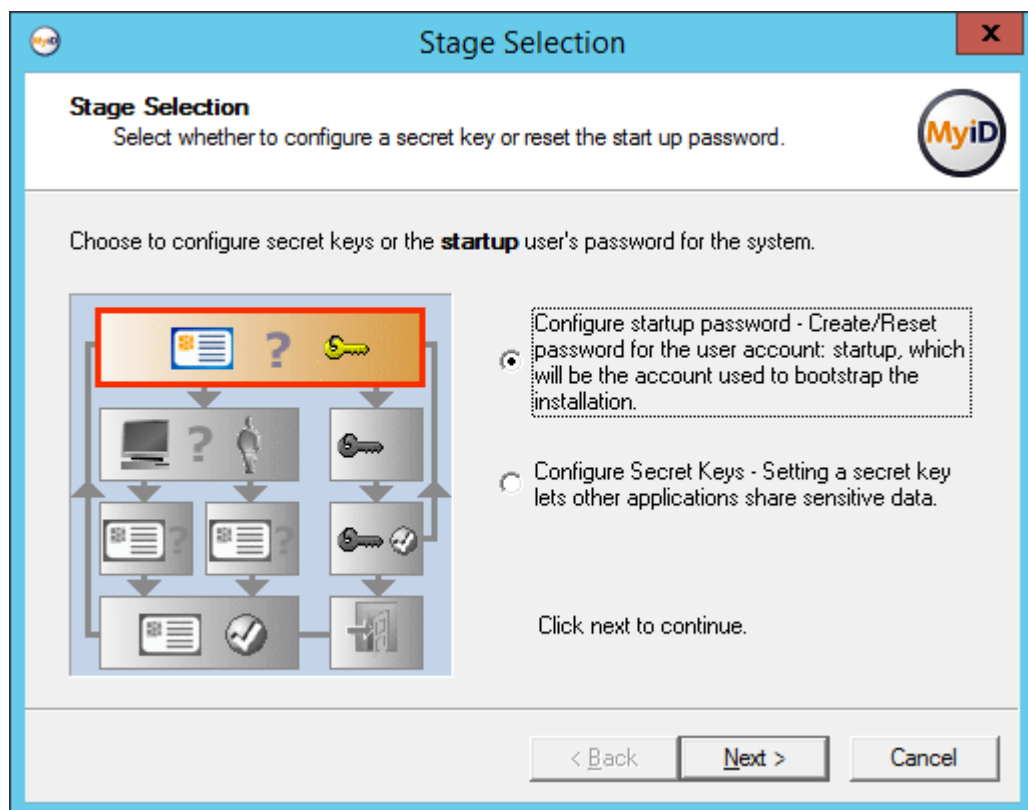 MyiD
Stage Selection
x
Stage Selection
Select whether to configure a secret key or reset the start up password.
MyiD
Choose to configure secret keys or the startup user's password for the system.
?
Configure startup password - Create/Reset
password for the user account: startup, which
will be the account used to bootstrap the
installation.
?
Configure Secret Keys - Setting a secret key
lets other applications share sensitive data.
? ?
Click next to continue.
< Back
Next >
Cancel